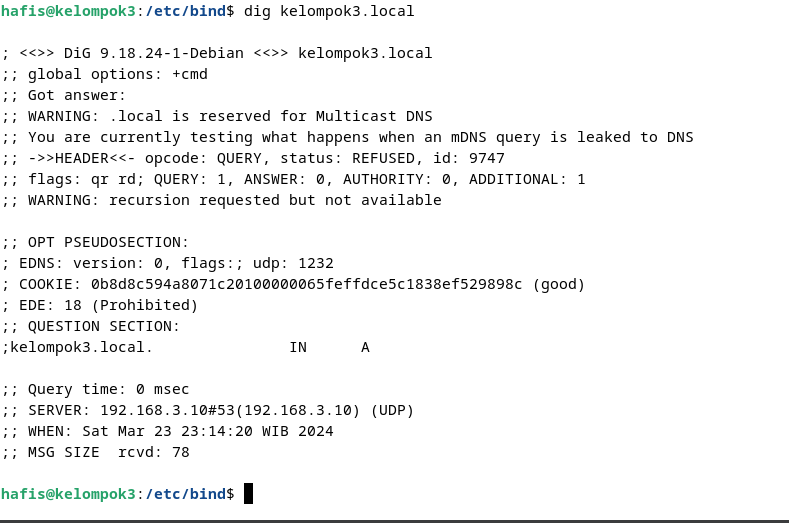 hafis@kelompok3:/etc/bind$ dig kelompok3.local
; <<>> DiG 9.18.24-1-Debian <<>> kelompok3.local
;; global options: +cmd
;; Got answer:
;; WARNING: .local is reserved for Multicast DNS
;; You are currently testing what happens when an mDNS query is leaked to DNS
;; ->>HEADER<<- opcode: QUERY, status: REFUSED, id: 9747
;; flags: qr rd; QUERY: 1, ANSWER: 0, AUTHORITY: 0, ADDITIONAL: 1
;; WARNING: recursion requested but not available
;; OPT PSEUDOSECTION:
; EDNS: version: 0, flags:; udp: 1232
; COOKIE: 0b8d8c594a8071c20100000065feffdce5c1838ef529898c (good)
; EDE: 18 (Prohibited)
;; QUESTION SECTION:
;kelompok3.local. IN A
;; Query time: 0 msec
;; SERVER: 192.168.3.10#53(192.168.3.10) (UDP)
;; WHEN: Sat Mar 23 23:14:20 WIB 2024
;; MSG SIZE rcvd: 78
hafis@kelompok3:/etc/bind$